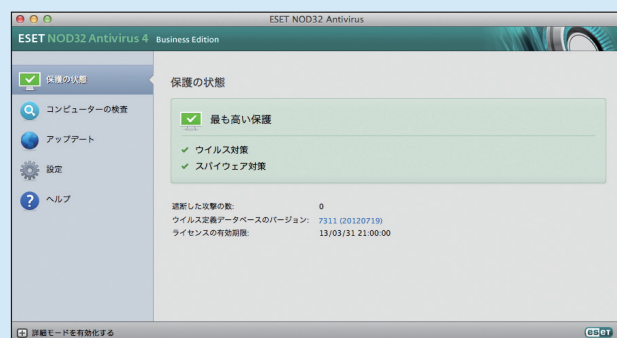 ESET NOD32 Antivirus
ESET NOD32 Antivirus 4 Business Edition
保護の状態
コンピューターの検査
アップデート
設定
ヘルプ
保護の状態
最も高い保護
ウイルス対策
スパイウェア対策
遮断した攻撃の数: 0
ウイルス定義データベースのバージョン: 7311 (20120719)
ライセンスの有効期限: 13/03/31 21:00:00
詳細モードを有効化する
eset